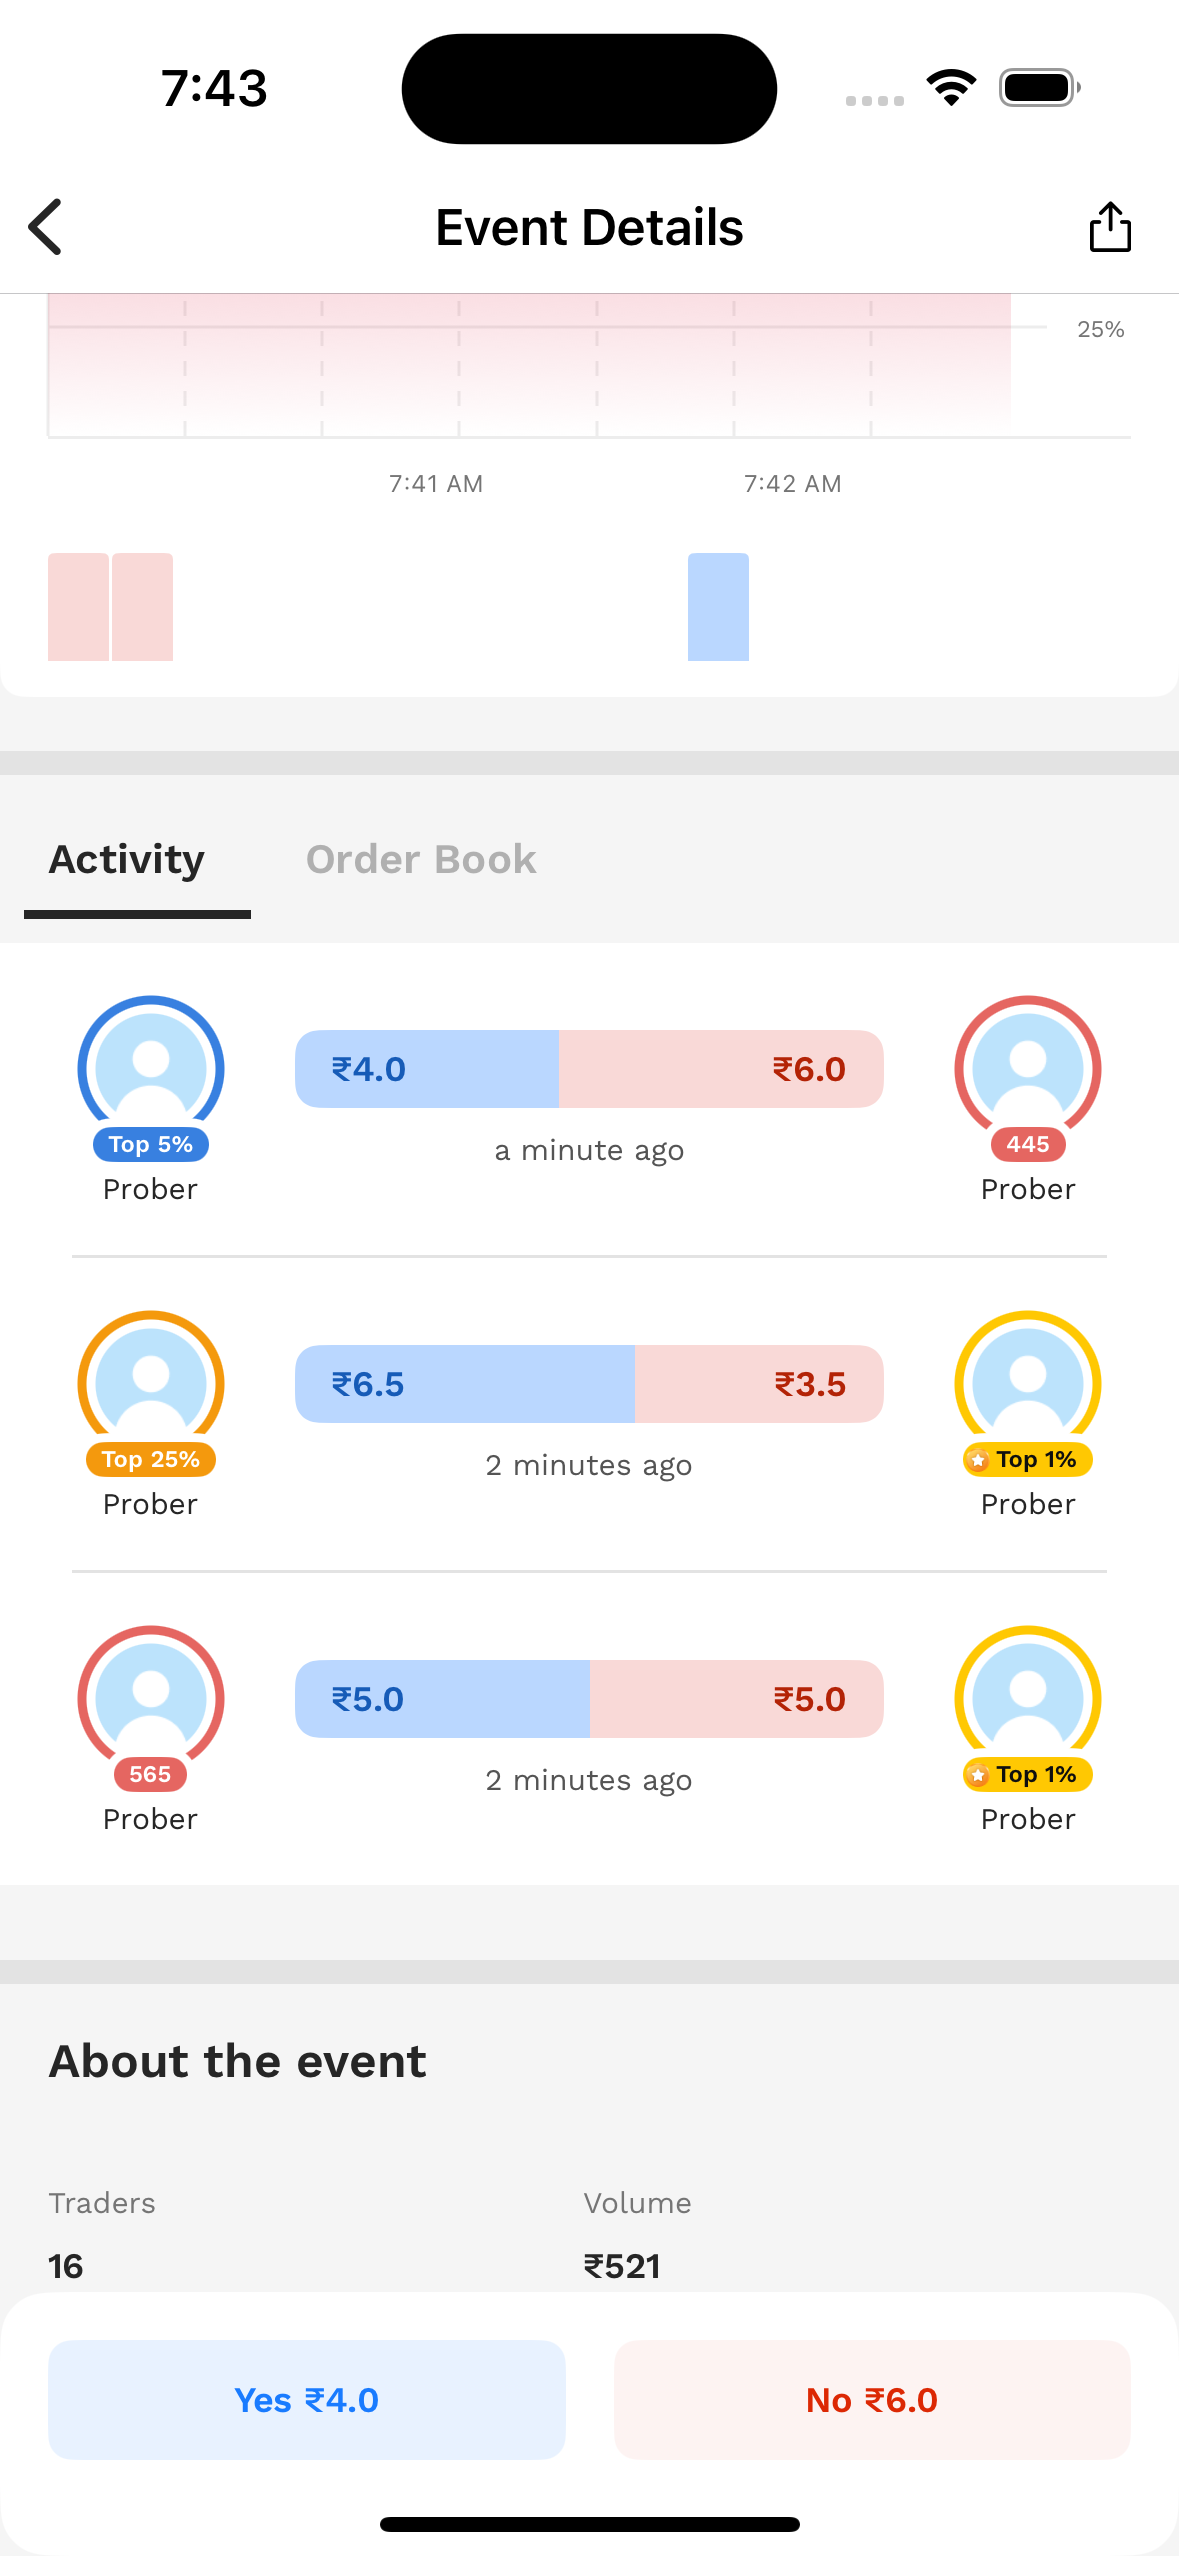 7:43
Event Details
25%
7:41 AM 7:42 AM
Activity Order Book
₹4.0 ₹6.0
Top 5% a minute ago 445
Prober Prober
₹6.5 ₹3.5
Top 25% 2 minutes ago Top 1%
Prober Prober
₹5.0 ₹5.0
565 2 minutes ago Top 1%
Prober Prober
About the event
Traders Volume
16 ₹521
Yes ₹4.0 No ₹6.0